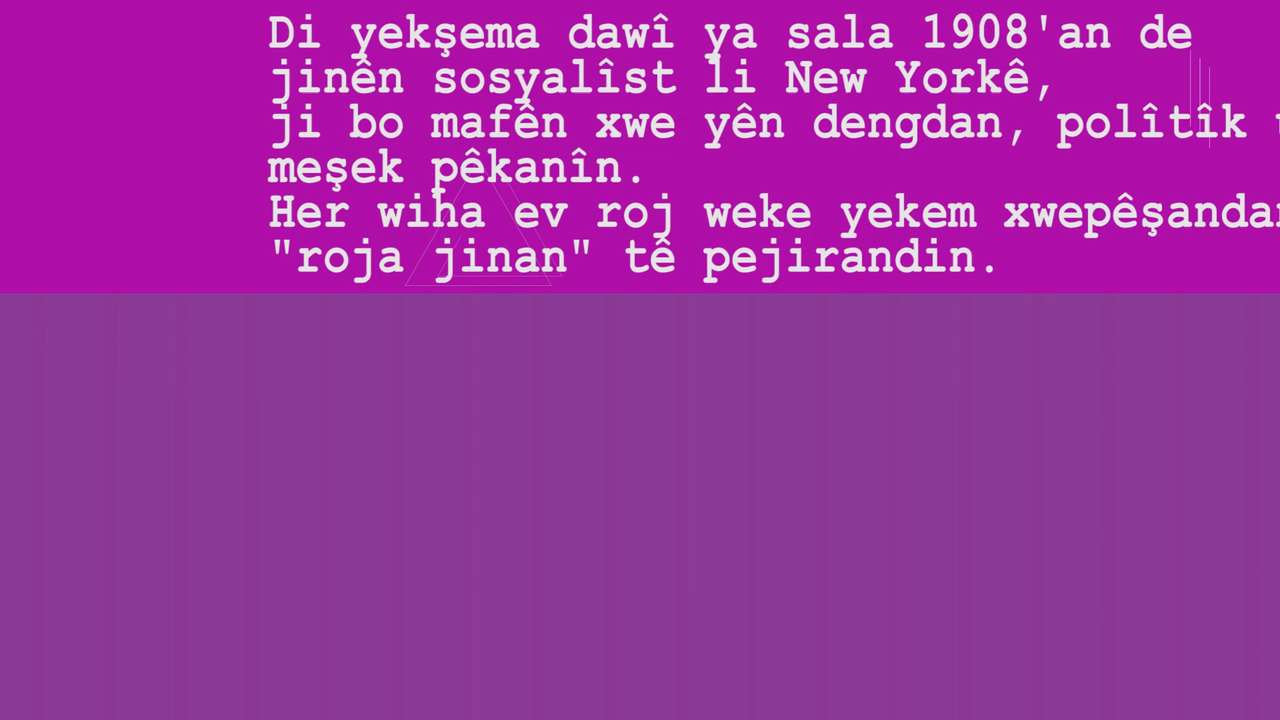 Di yekşema dawî ya sala 1908'an de
jinên sosyalîst li New Yorkê,
ji bo mafên xwe yên dengdan, polîtîk
meşek pêkanîn.
Her wiha ev roj weke yekem
"roja jinan" tê pejirandin.